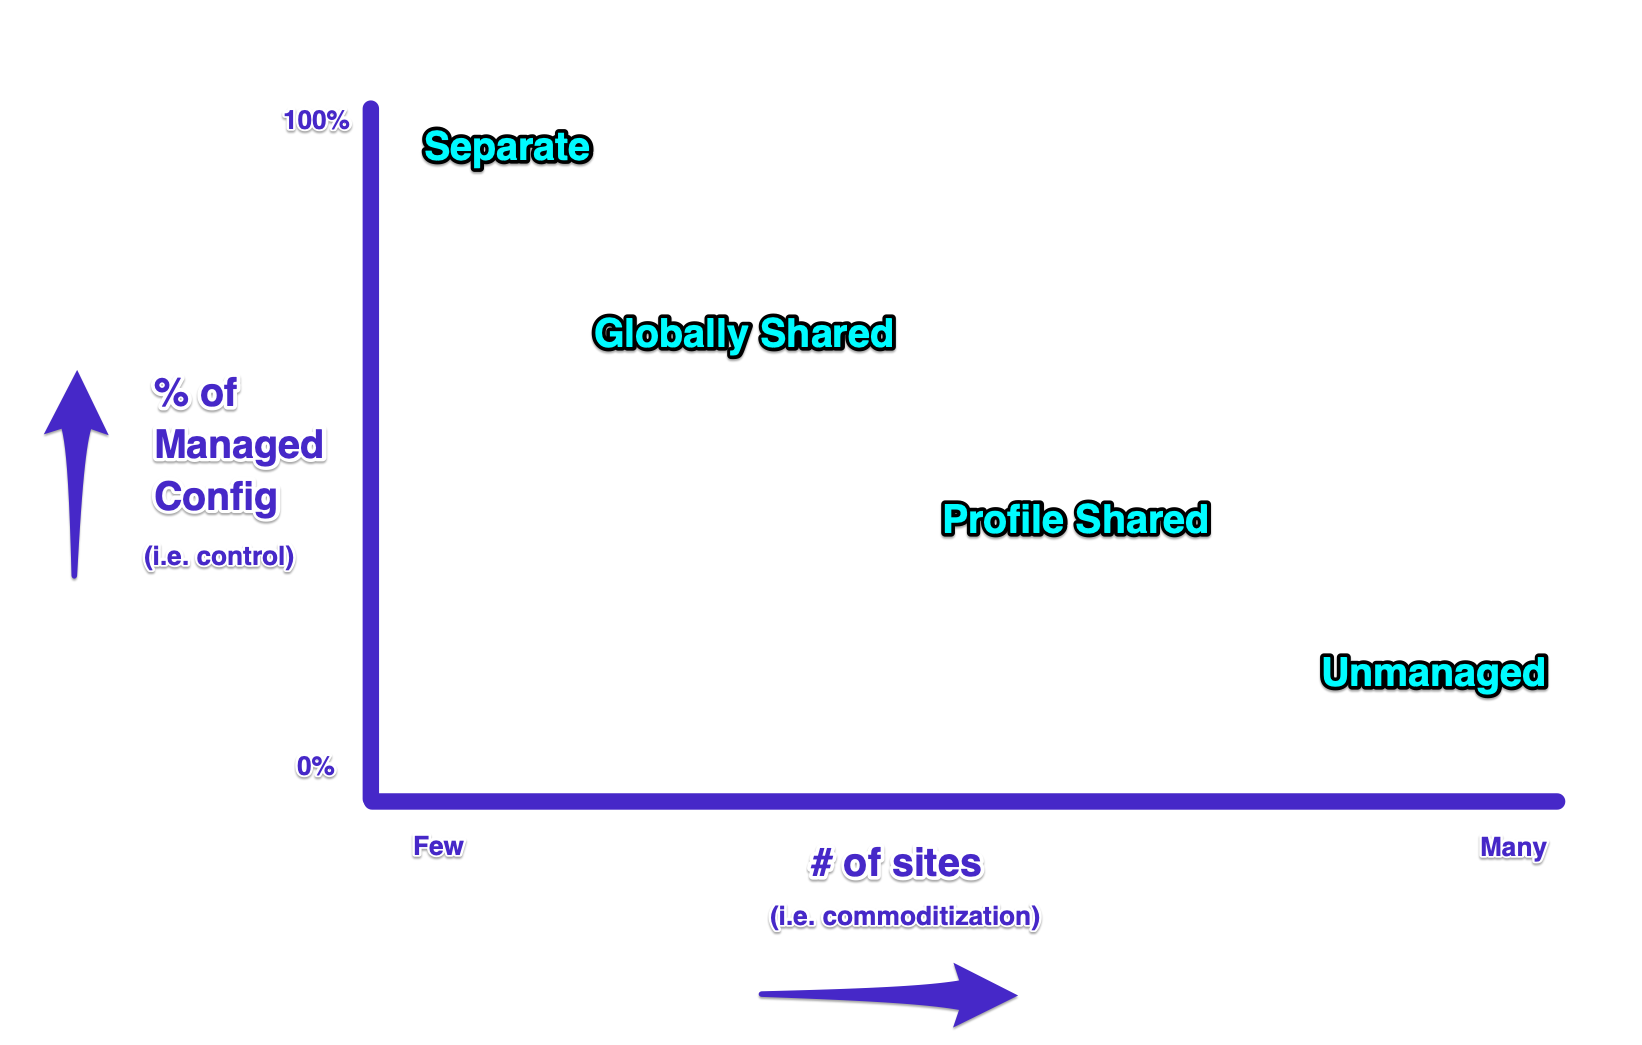 100%
Separate
Globally Shared
% of
Managed
Config
(i.e. control)
Profile Shared
Unmanaged
0%
Few
# of sites
Many
(i.e. commoditization)